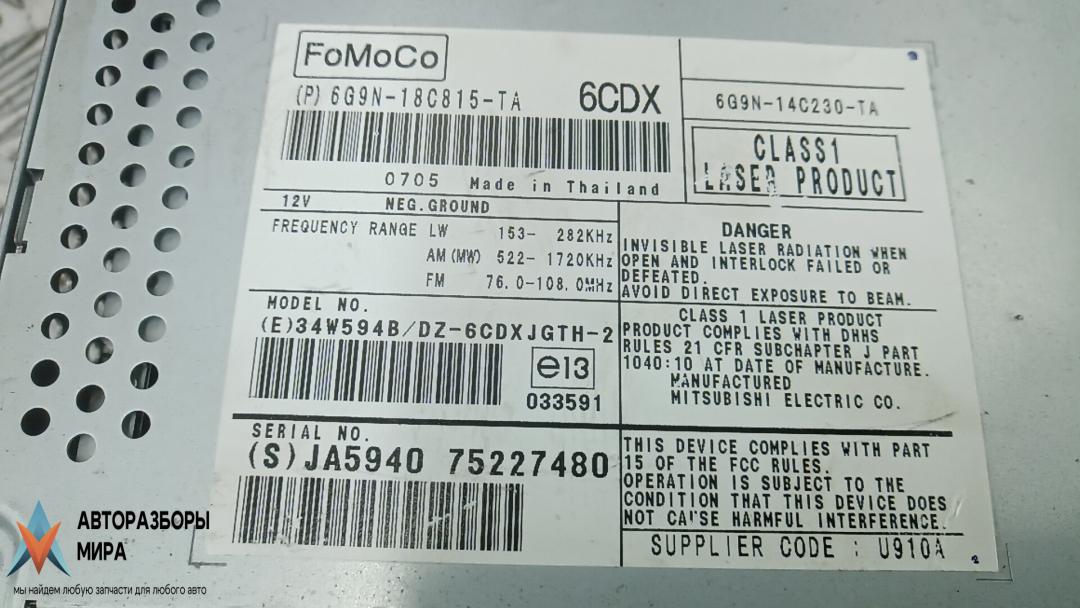 FoMoCo
(P) 6G9N-18C815-TA 6CDX
0705 Made in Thailand
6G9N-14C230-TA
CLASS1
LASER PRODUCT
12V NEG.GROUND
FREQUENCY RANGE LW 153- 282KHz
AM(MW) 522- 1720KHz
FM 76.0-108.0MHz
DANGER
INVISIBLE LASER RADIATION WHEN
OPEN AND INTERLOCK FAILED OR
DEFEATED.
AVOID DIRECT EXPOSURE TO BEAM.
MODEL NO.
(E)34W594B/DZ-6CDXJGTH-2
e13
033591
CLASS 1 LASER PRODUCT
PRODUCT COMPLIES WITH DHHS
RULES 21 CFR SUBCHAPTER J PART
1040:10 AT DATE OF MANUFACTURE.
MANUFACTURED
MITSUBISHI ELECTRIC CO.
SERIAL NO.
(S)JA5940 75227480
THIS DEVICE COMPLIES WITH PART
15 OF THE FCC RULES.
OPERATION IS SUBJECT TO THE
CONDITION THAT THIS DEVICE DOES
NOT CAUSE HARMFUL INTERFERENCE.
SUPPLIER CODE : U910A
АВТОРАЗБОРЫ
МИРА
мы найдем любую запчасти для любого авто